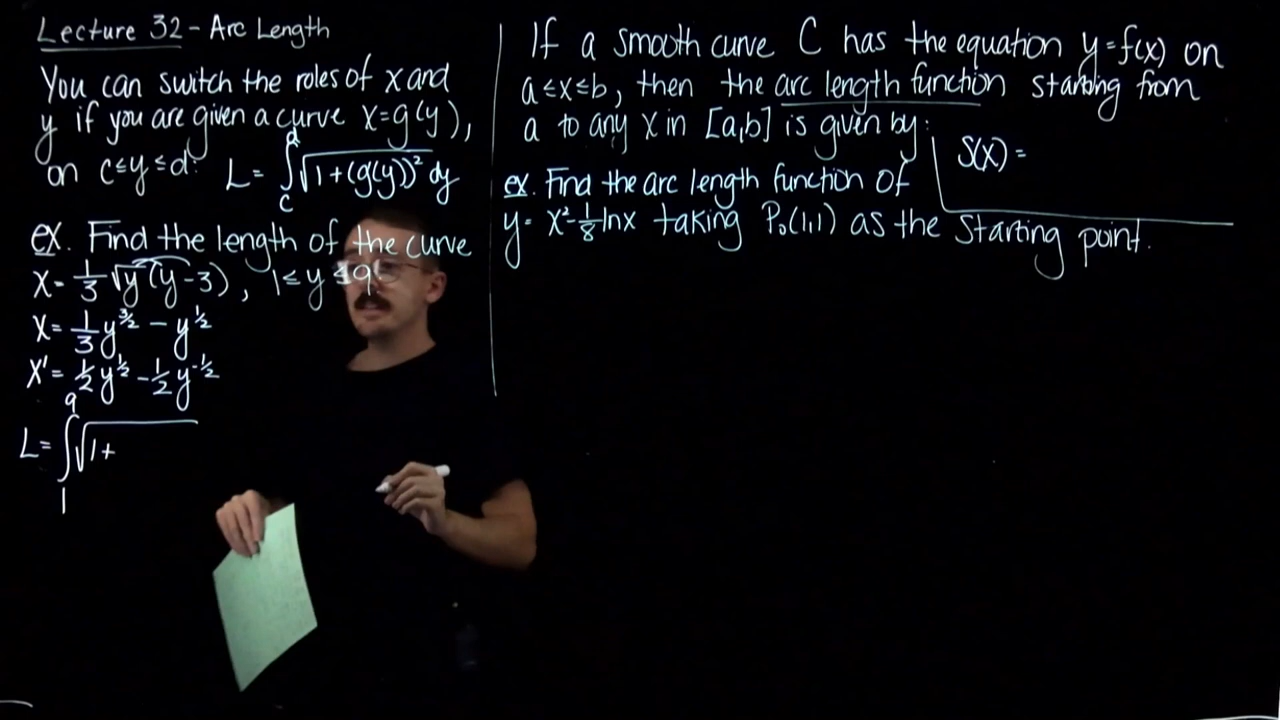 Lecture 32 - Arc Length
You can switch the roles of x and
y if you are given a curve x=g(y),
on c≤y≤d: L = ∫_c^d √(1+(g(y))²) dy
ex. Find the length of the curve
x = 1/3 √y (y-3), 1≤y≤9
x = 1/3 y^(3/2) - y^(1/2)
x' = 1/2 y^(1/2) - 1/2 y^(-1/2)
L = ∫_1^9 √(1+
If a smooth curve C has the equation y=f(x) on
a≤x≤b, then the arc length function starting from
a to any x in [a,b] is given by:
S(x) =
ex. Find the arc length function of
y = x² - 1/8 ln x taking P₀(1,1) as the starting point.